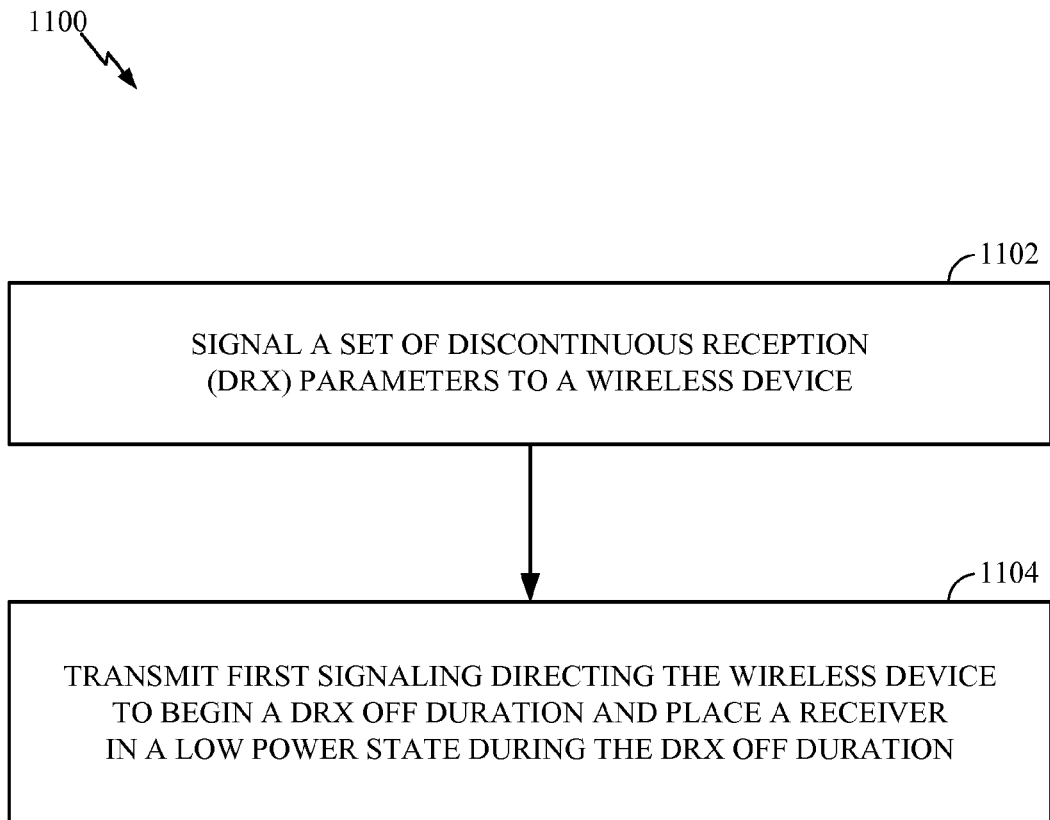 1100
1102
SIGNAL A SET OF DISCONTINUOUS RECEPTION
(DRX) PARAMETERS TO A WIRELESS DEVICE
1104
TRANSMIT FIRST SIGNALING DIRECTING THE WIRELESS DEVICE
TO BEGIN A DRX OFF DURATION AND PLACE A RECEIVER
IN A LOW POWER STATE DURING THE DRX OFF DURATION